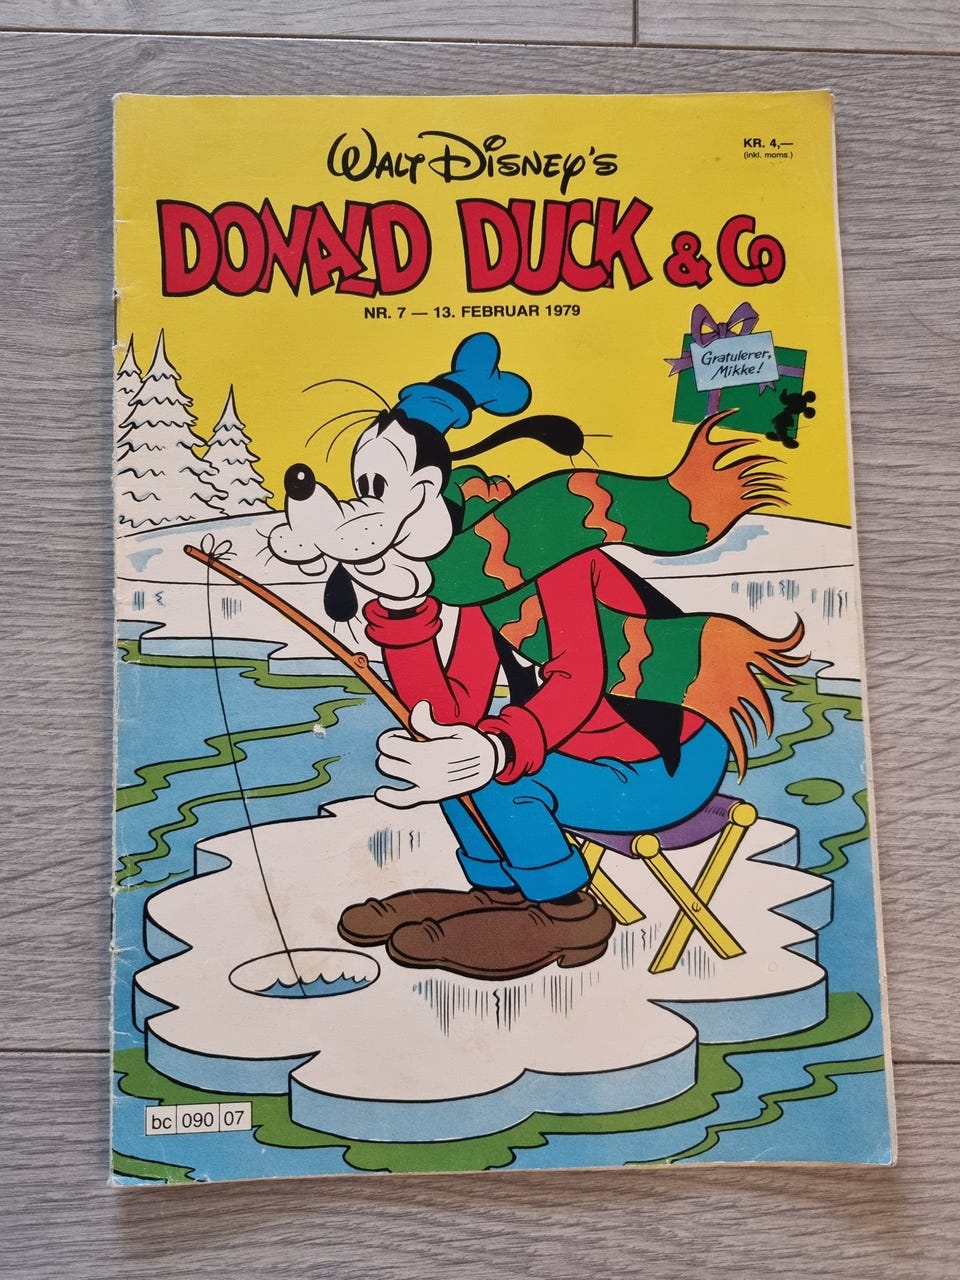 WALT DISNEY'S
KR. 4,—
(inkl. moms.)
DONALD DUCK & Co
NR. 7 — 13. FEBRUAR 1979
Gratulerer,
Mikke!
bc 090 07